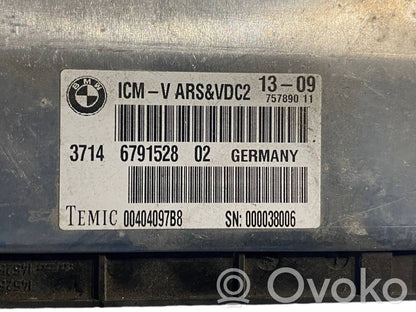 BMW
ICM-V ARS&VDC2 13-09
757890 11
3714 6791528 02 GERMANY
TEMIC 00404097B8 SN: 000038006
OVOKO